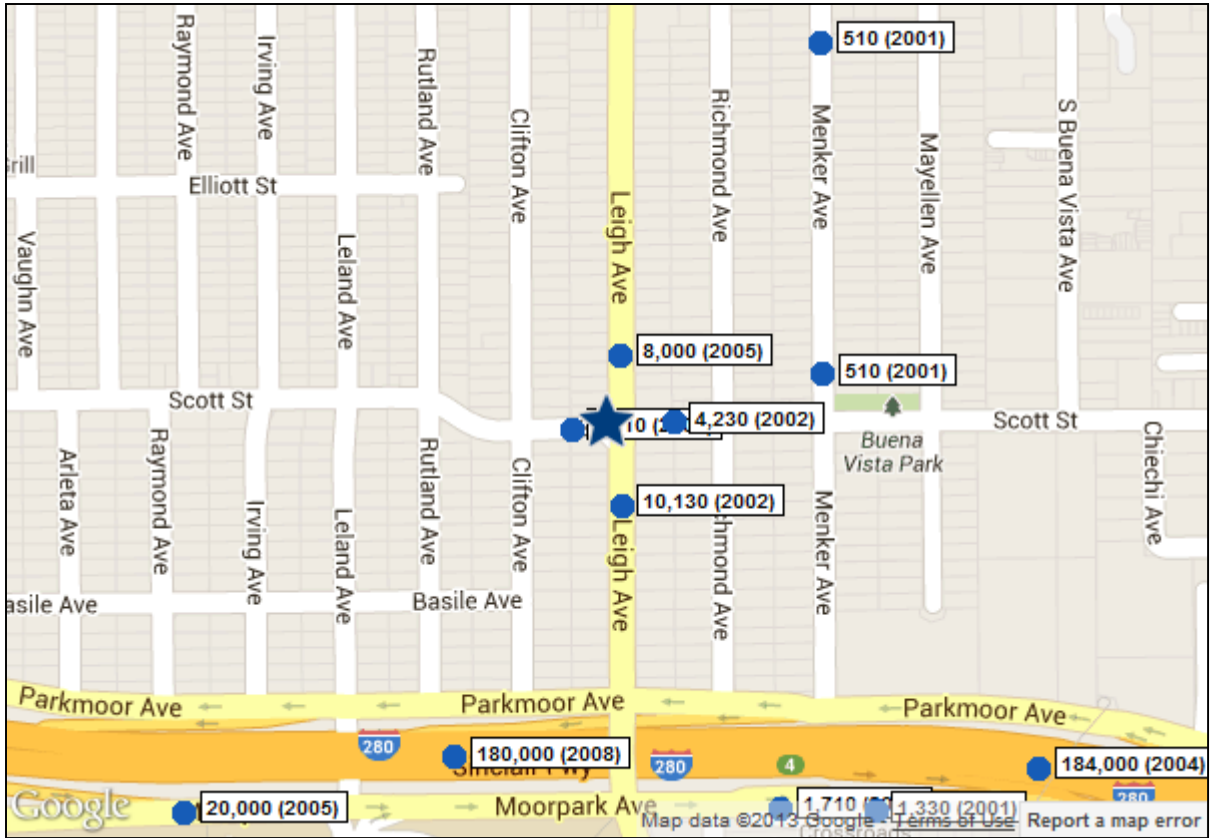 510 (2001)
Raymond Ave
Irving Ave
Rutland Ave
Clifton Ave
Leigh Ave
Richmond Ave
Menker Ave
Mayellen Ave
S Buena Vista Ave
Elliott St
Vaughn Ave
Leland Ave
8,000 (2005)
510 (2001)
Scott St
4,230 (2002)
Scott St
Buena
Vista Park
Arleta Ave
Raymond Ave
Irving Ave
Leland Ave
Rutland Ave
Clifton Ave
10,130 (2002)
Leigh Ave
Menker Ave
Chiechi Ave
Basile Ave
Parkmoor Ave
Parkmoor Ave
Parkmoor Ave
280
180,000 (2008)
280
4
184,000 (2004)
280
Google
20,000 (2005)
Moorpark Ave
1,710
1,330 (2001)
Map data ©2013 Google - Terms of Use
Report a map error
Crossroads